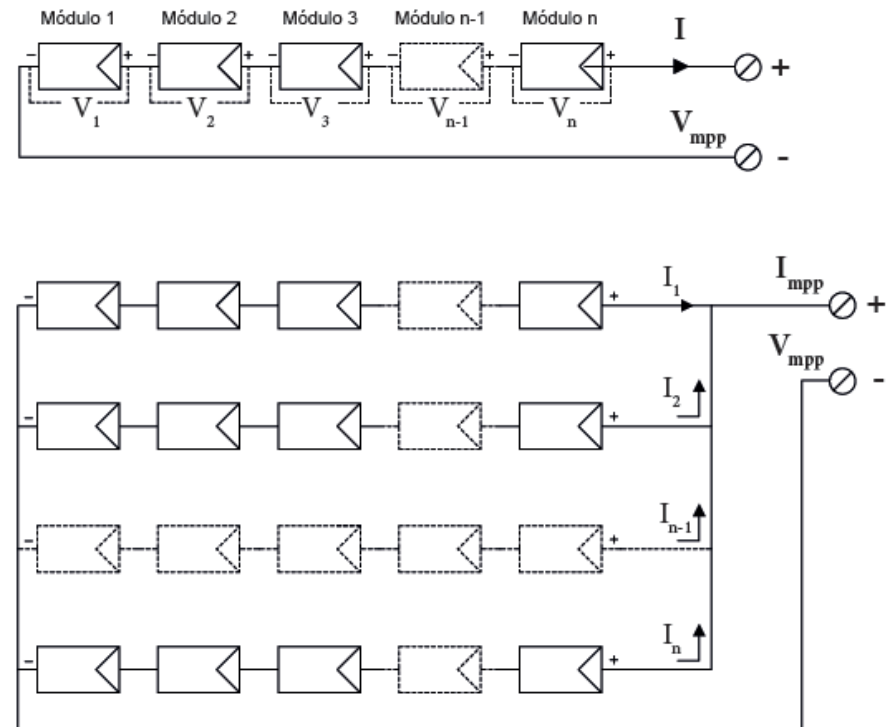 Módulo 1 Módulo 2 Módulo 3 Módulo n-1 Módulo n
I
- + - + - + - + - +
+
V1 V2 V3 Vn-1 Vn
Vmpp
-
I1 Impp
- + +
Vmpp
-
I2
- +
In-1
- +
In
- +